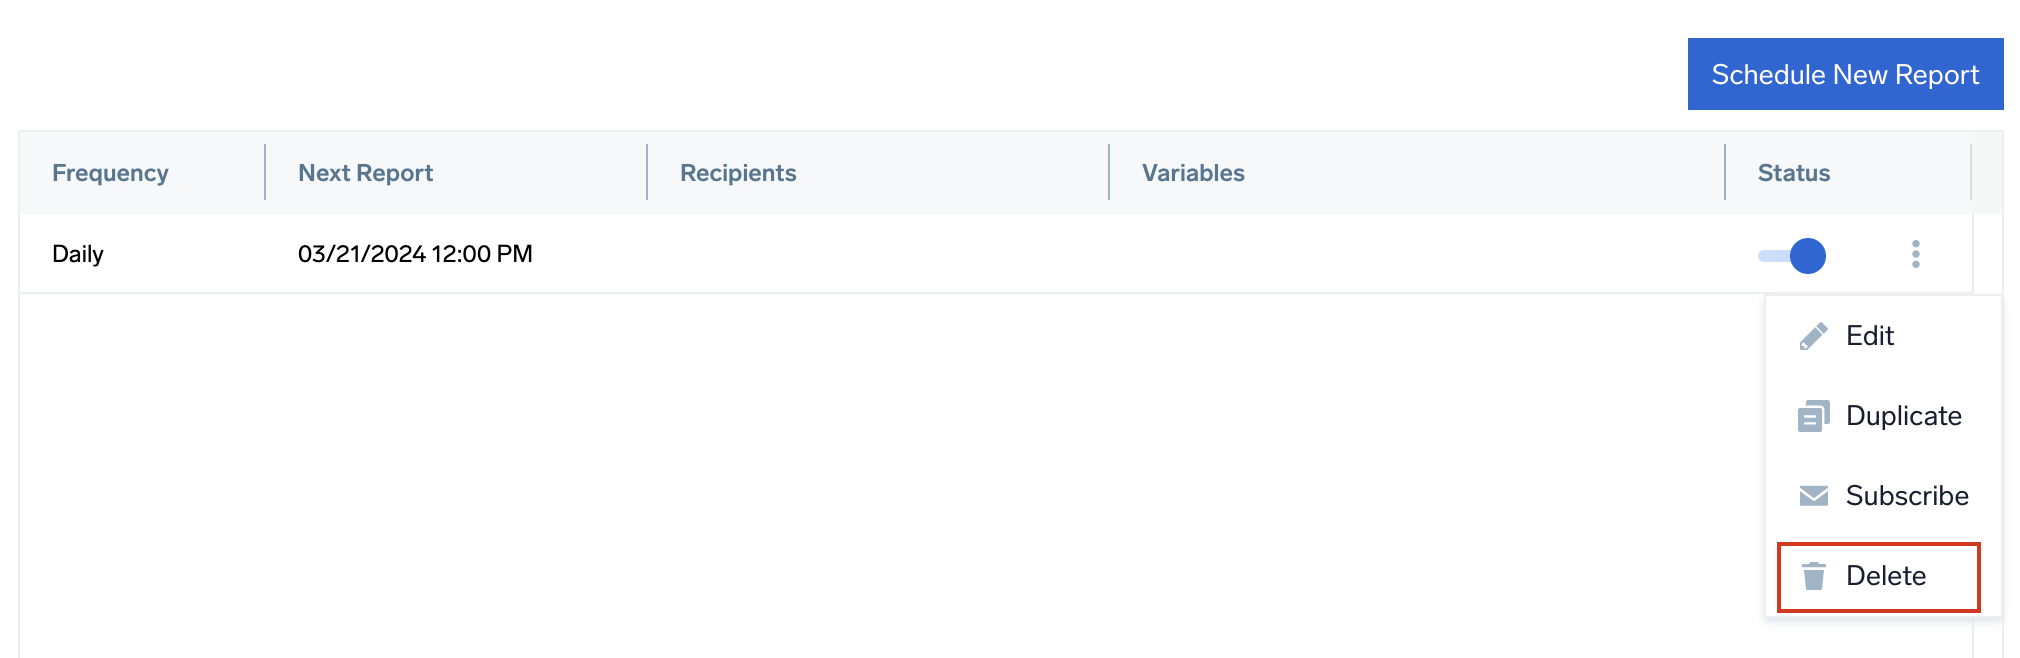 Schedule New Report
Frequency Next Report Recipients Variables Status
Daily 03/21/2024 12:00 PM
Edit
Duplicate
Subscribe
Delete